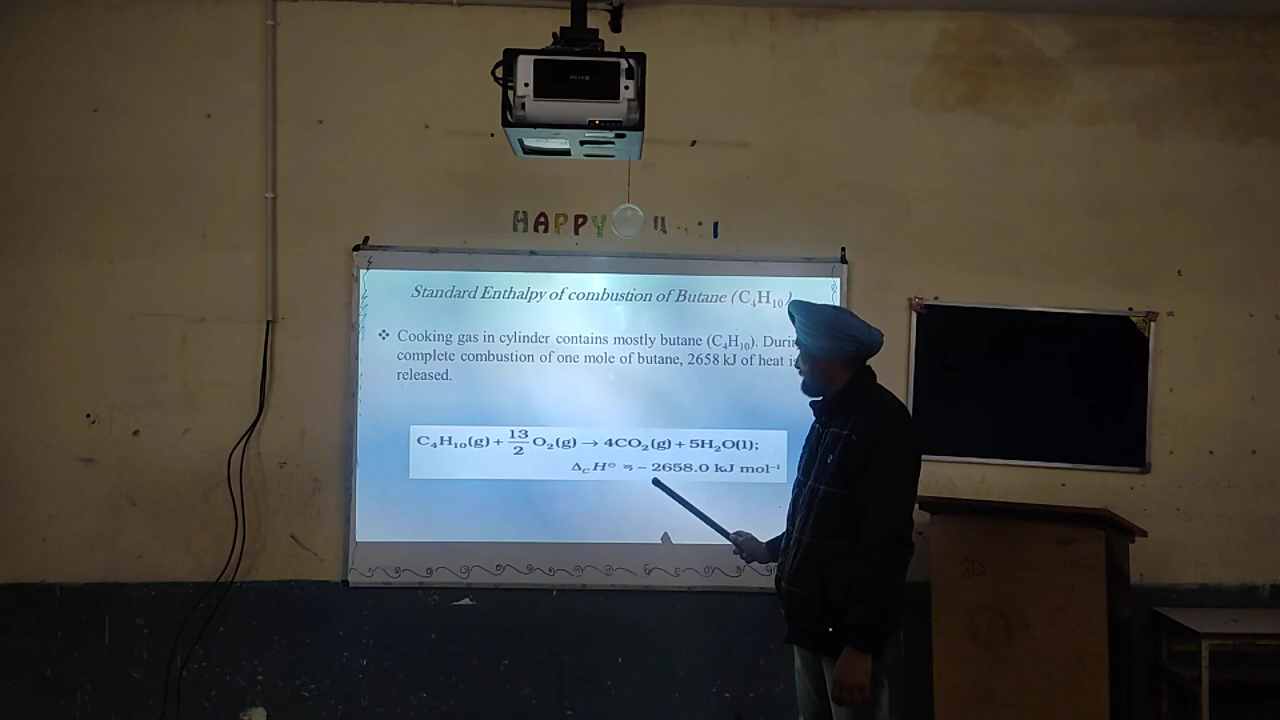 HAPPY
Standard Enthalpy of combustion of Butane (C₄H₁₀)
❖ Cooking gas in cylinder contains mostly butane (C₄H₁₀). Durin
complete combustion of one mole of butane, 2658 kJ of heat is
released.
C₄H₁₀(g) + 13/2 O₂(g) → 4CO₂(g) + 5H₂O(l);
ΔcH⊖ = − 2658.0 kJ mol⁻¹